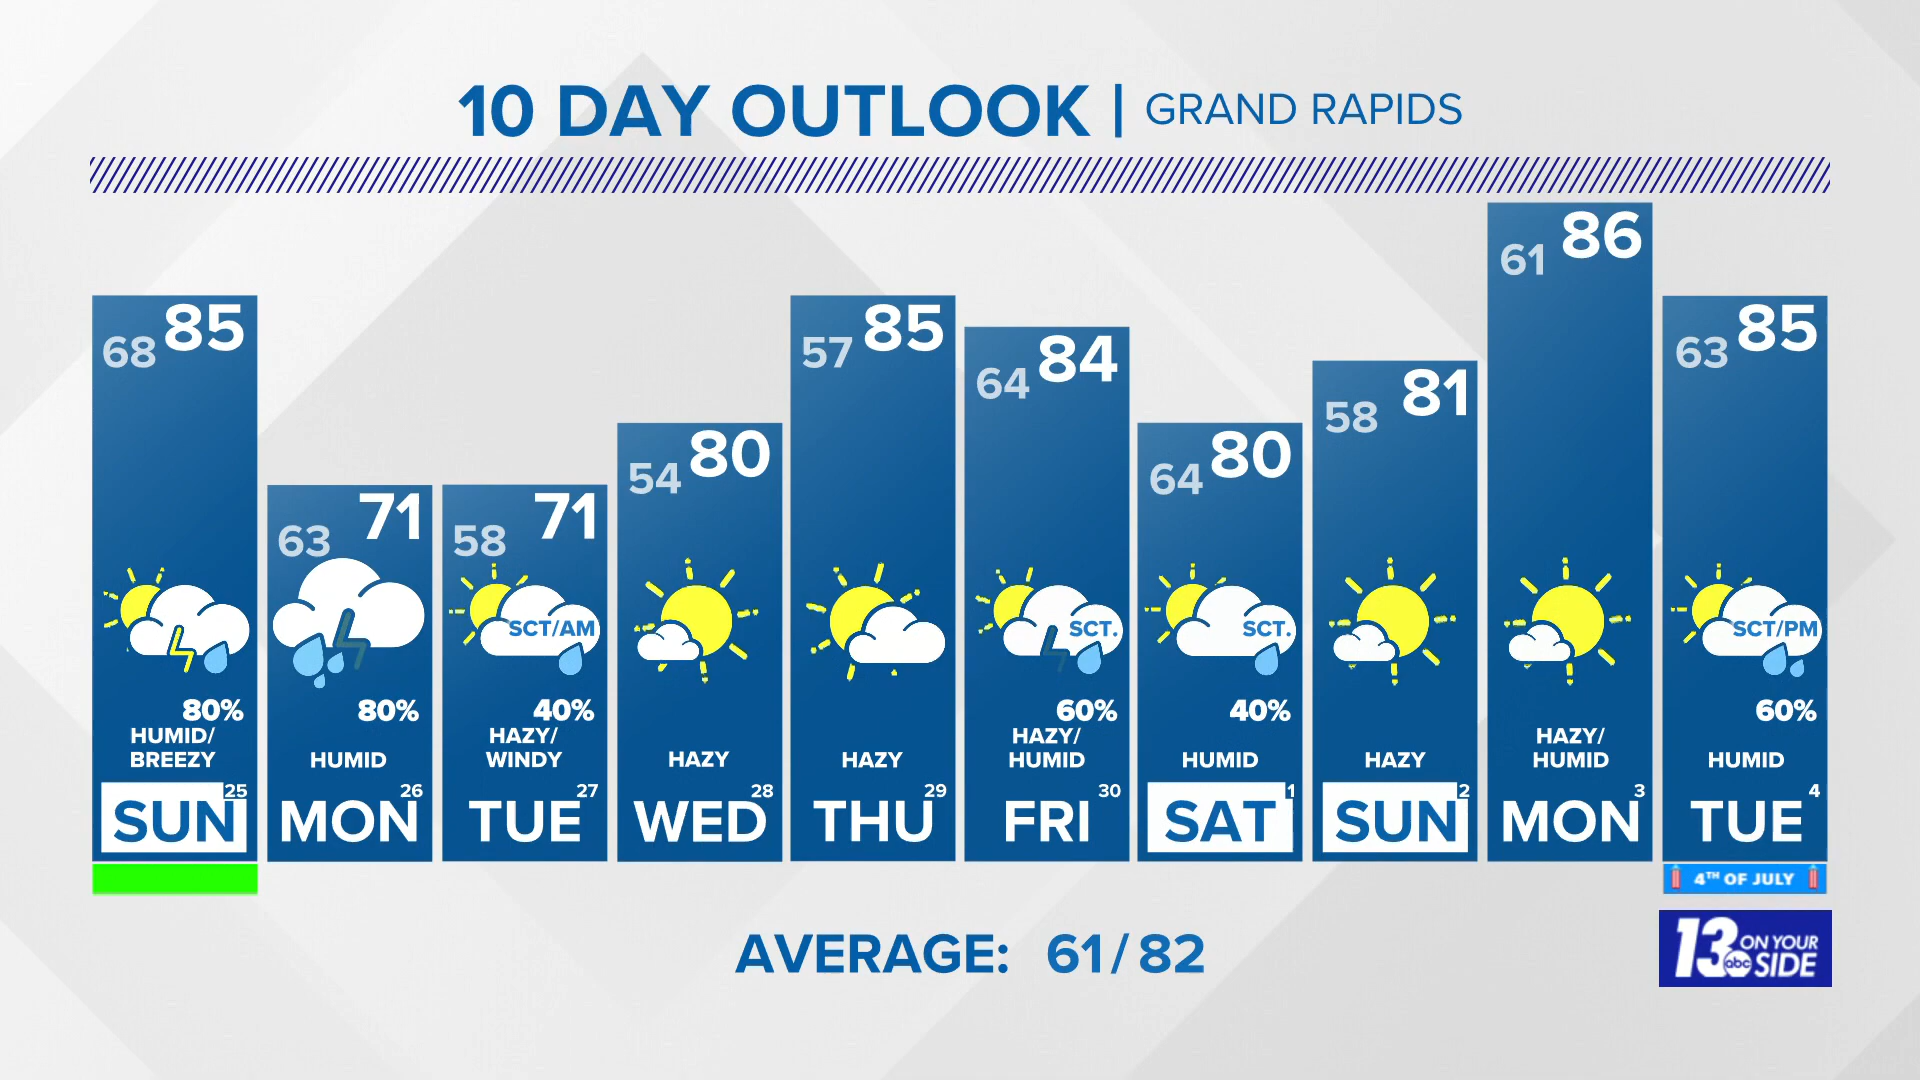 10 DAY OUTLOOK | GRAND RAPIDS
68 85
80%
HUMID/
BREEZY
SUN 25
63 71
80%
HUMID
MON 26
58 71
SCT/AM
40%
HAZY/
WINDY
TUE 27
54 80
HAZY
WED 28
57 85
HAZY
THU 29
64 84
SCT.
60%
HAZY/
HUMID
FRI 30
64 80
SCT.
40%
HUMID
SAT 1
58 81
HAZY
SUN 2
61 86
HAZY/
HUMID
MON 3
63 85
SCT/PM
60%
HUMID
TUE 4
4TH OF JULY
AVERAGE: 61/82
13 ON YOUR
abc SIDE